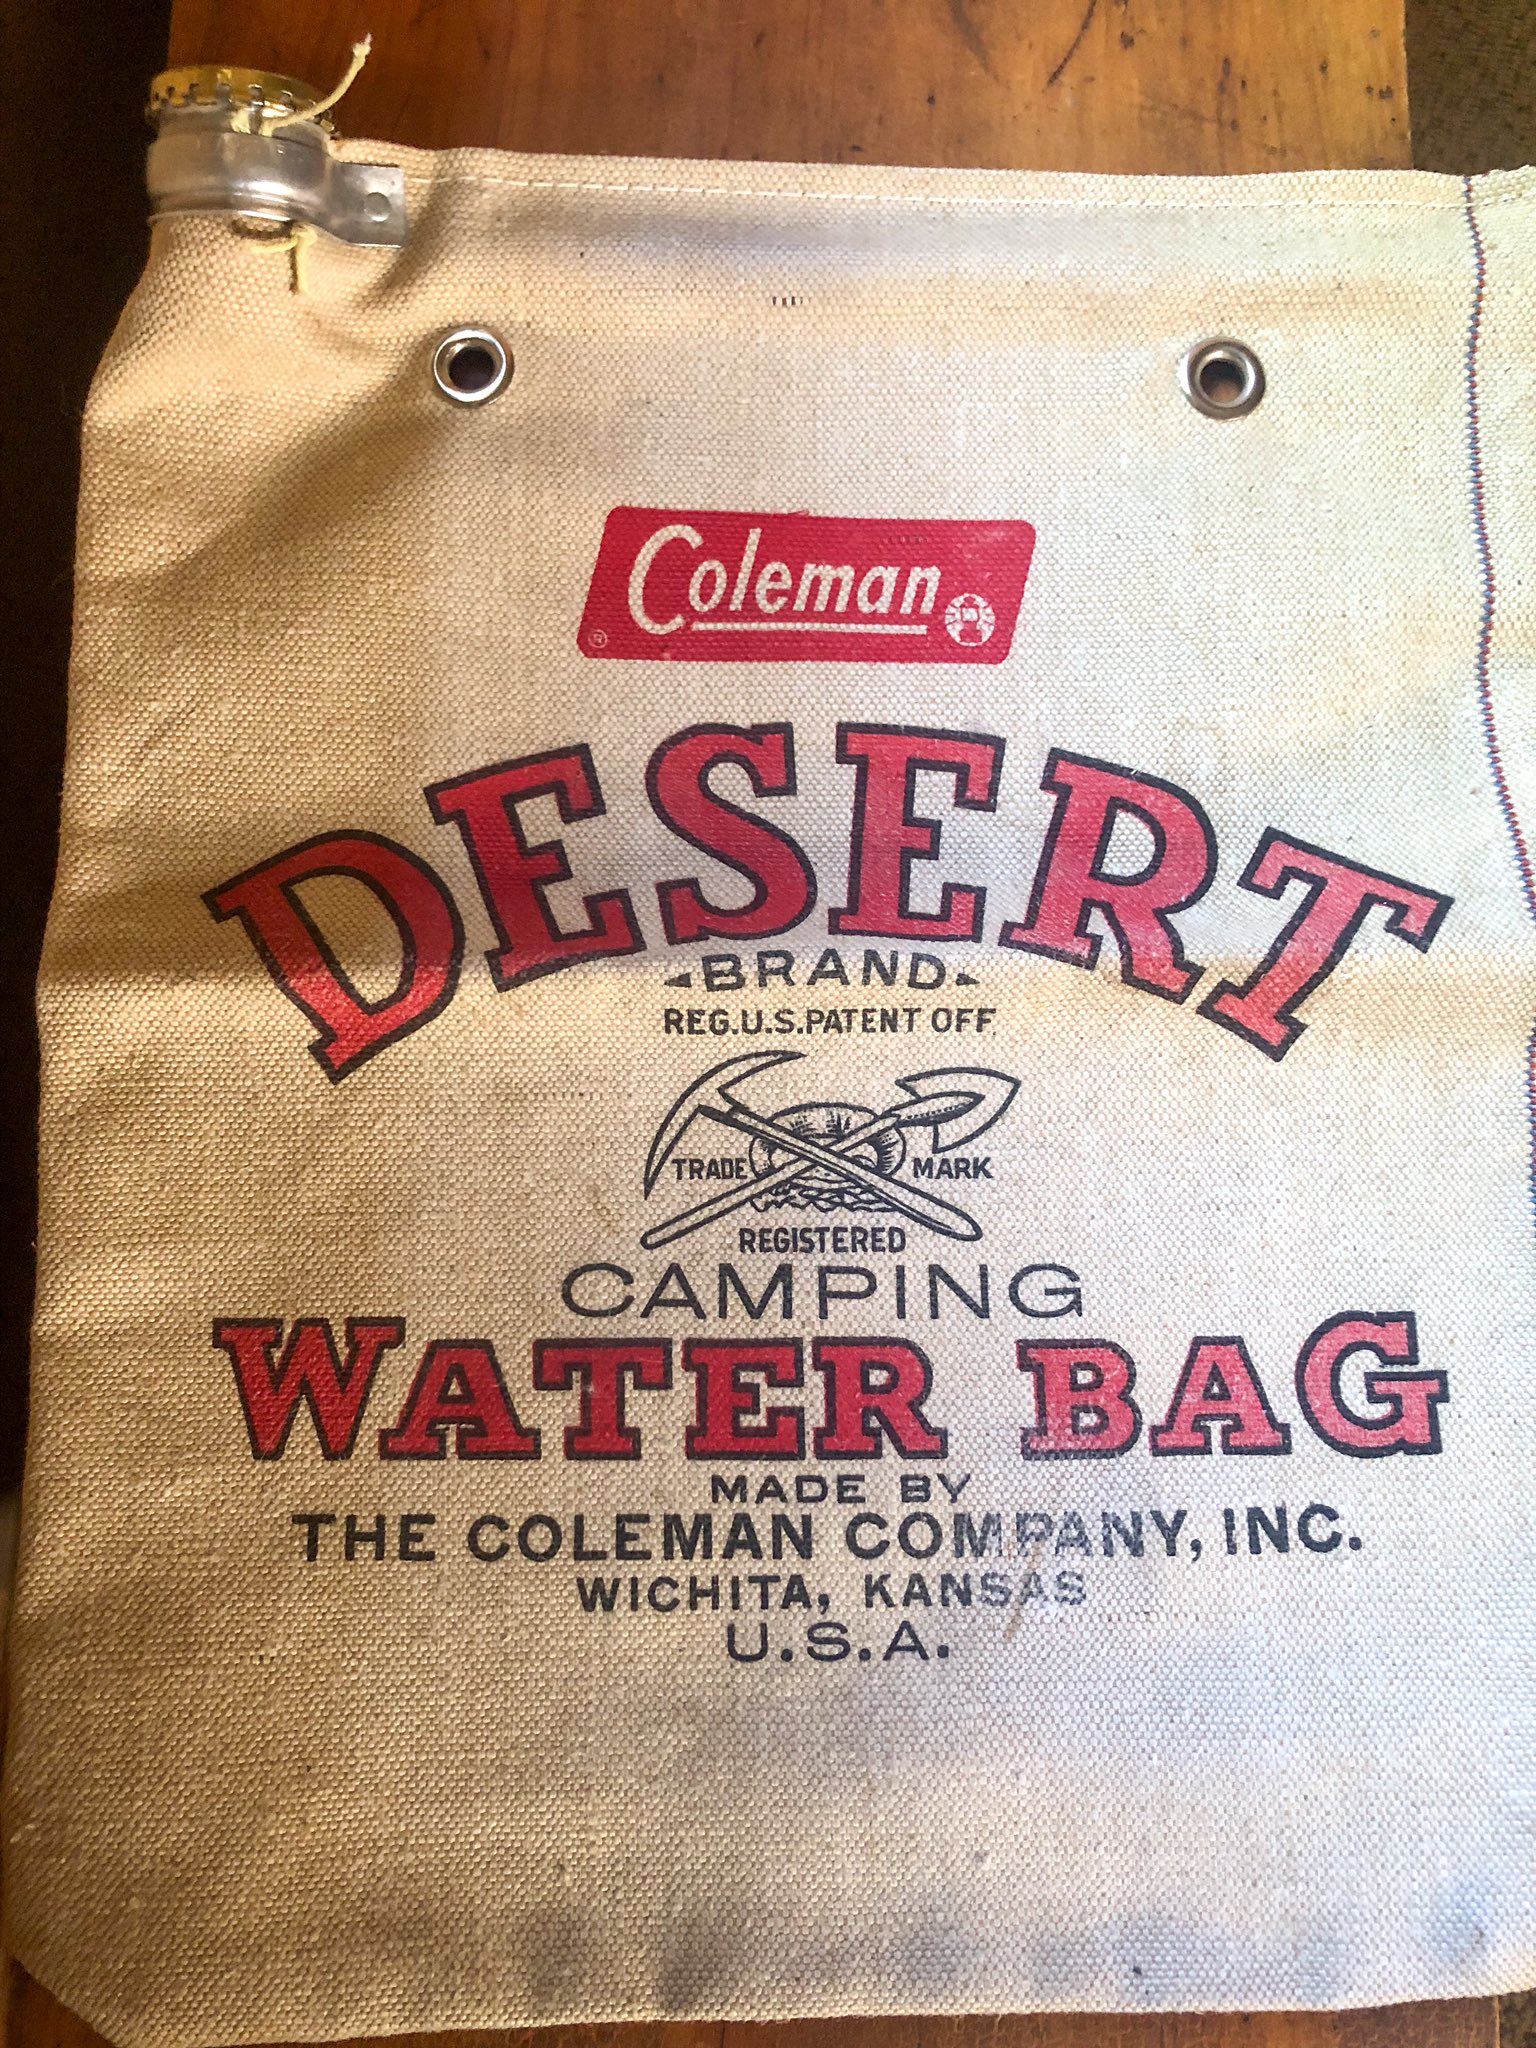 Coleman
®
DESERT
BRAND
REG.U.S.PATENT OFF.
TRADE MARK
REGISTERED
CAMPING
WATER BAG
MADE BY
THE COLEMAN COMPANY, INC.
WICHITA, KANSAS
U.S.A.